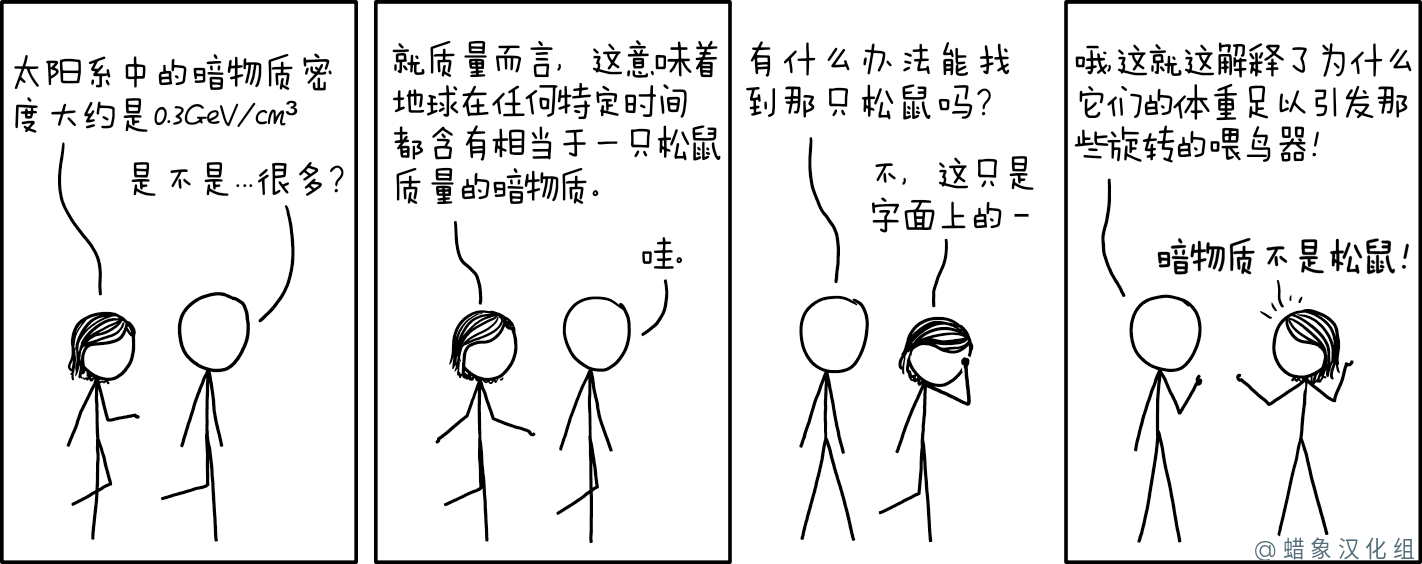 太阳系中的暗物质密
度大约是0.3GeV/cm³
是不是…很多?
就质量而言，这意味着
地球在任何特定时间
都含有相当于一只松鼠
质量的暗物质。
哇。
有什么办法能找
到那只松鼠吗?
不，这只是
字面上的一
哦,这就这解释了为什么
它们的体重足以引发那
些旋转的喂鸟器!
暗物质不是松鼠!
@蜡象汉化组